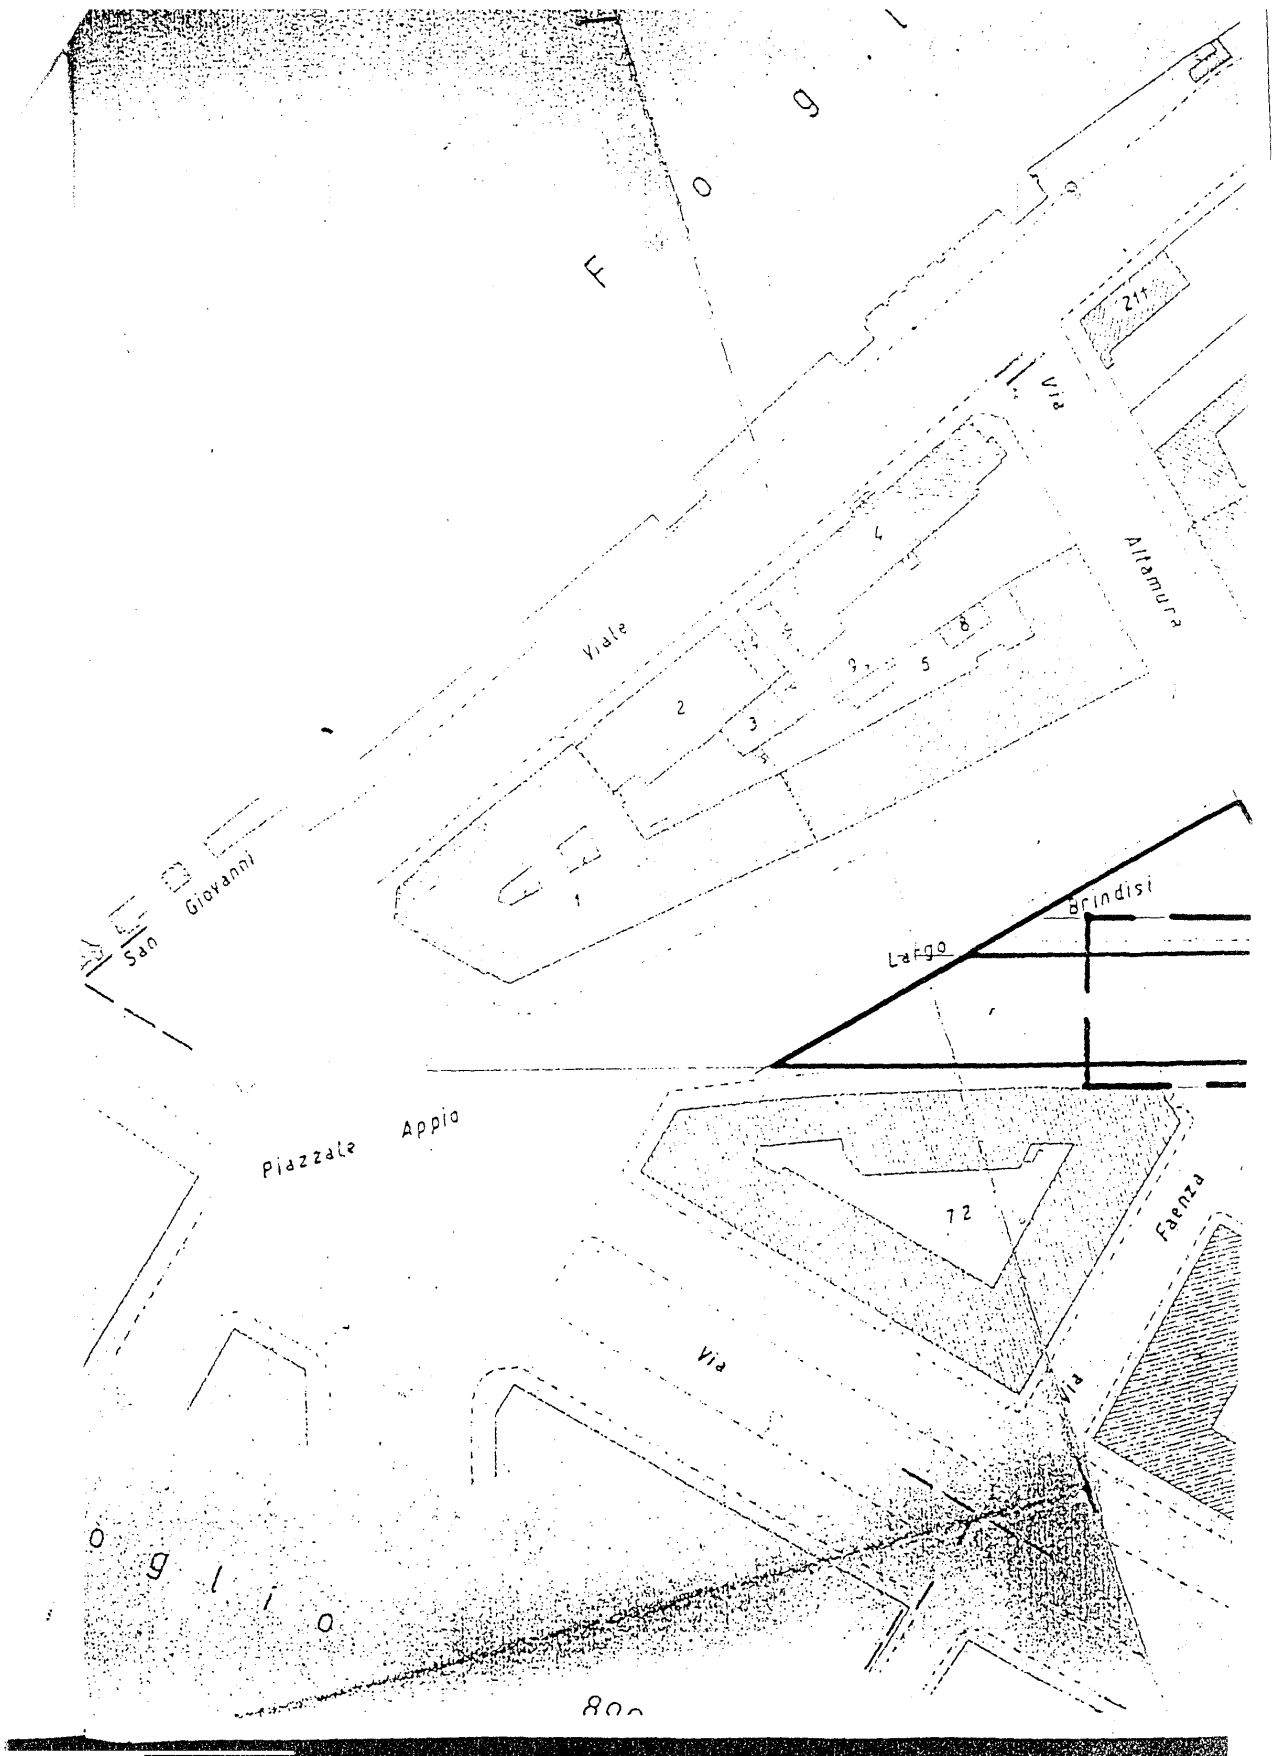 F o g l
211
Via
Altamura
4
8
5
9
2
3
Viale
1
San Giovanni
Brindisi
Largo
Piazzale Appio
72
Faenza
Via
Via
o g l i o